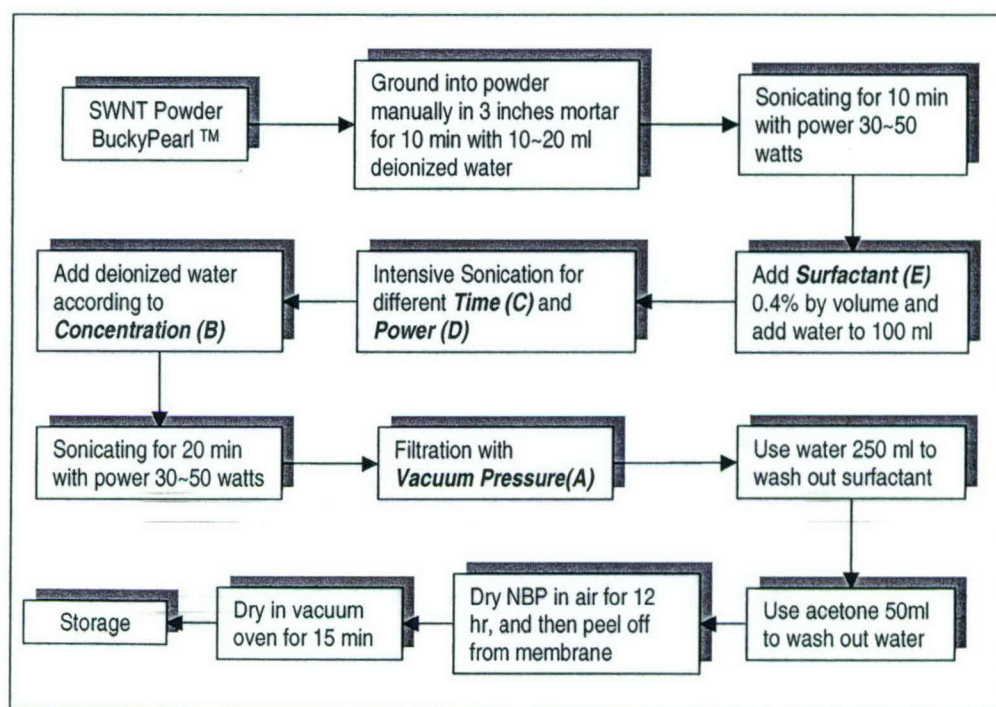 SWNT Powder
BuckyPearl ™
Ground into powder
manually in 3 inches mortar
for 10 min with 10~20 ml
deionized water
Sonicating for 10 min
with power 30~50
watts
Add Surfactant (E)
0.4% by volume and
add water to 100 ml
Intensive Sonication for
different Time (C) and
Power (D)
Add deionized water
according to
Concentration (B)
Sonicating for 20 min
with power 30~50 watts
Filtration with
Vacuum Pressure(A)
Use water 250 ml to
wash out surfactant
Use acetone 50ml
to wash out water
Dry NBP in air for 12
hr, and then peel off
from membrane
Dry in vacuum
oven for 15 min
Storage